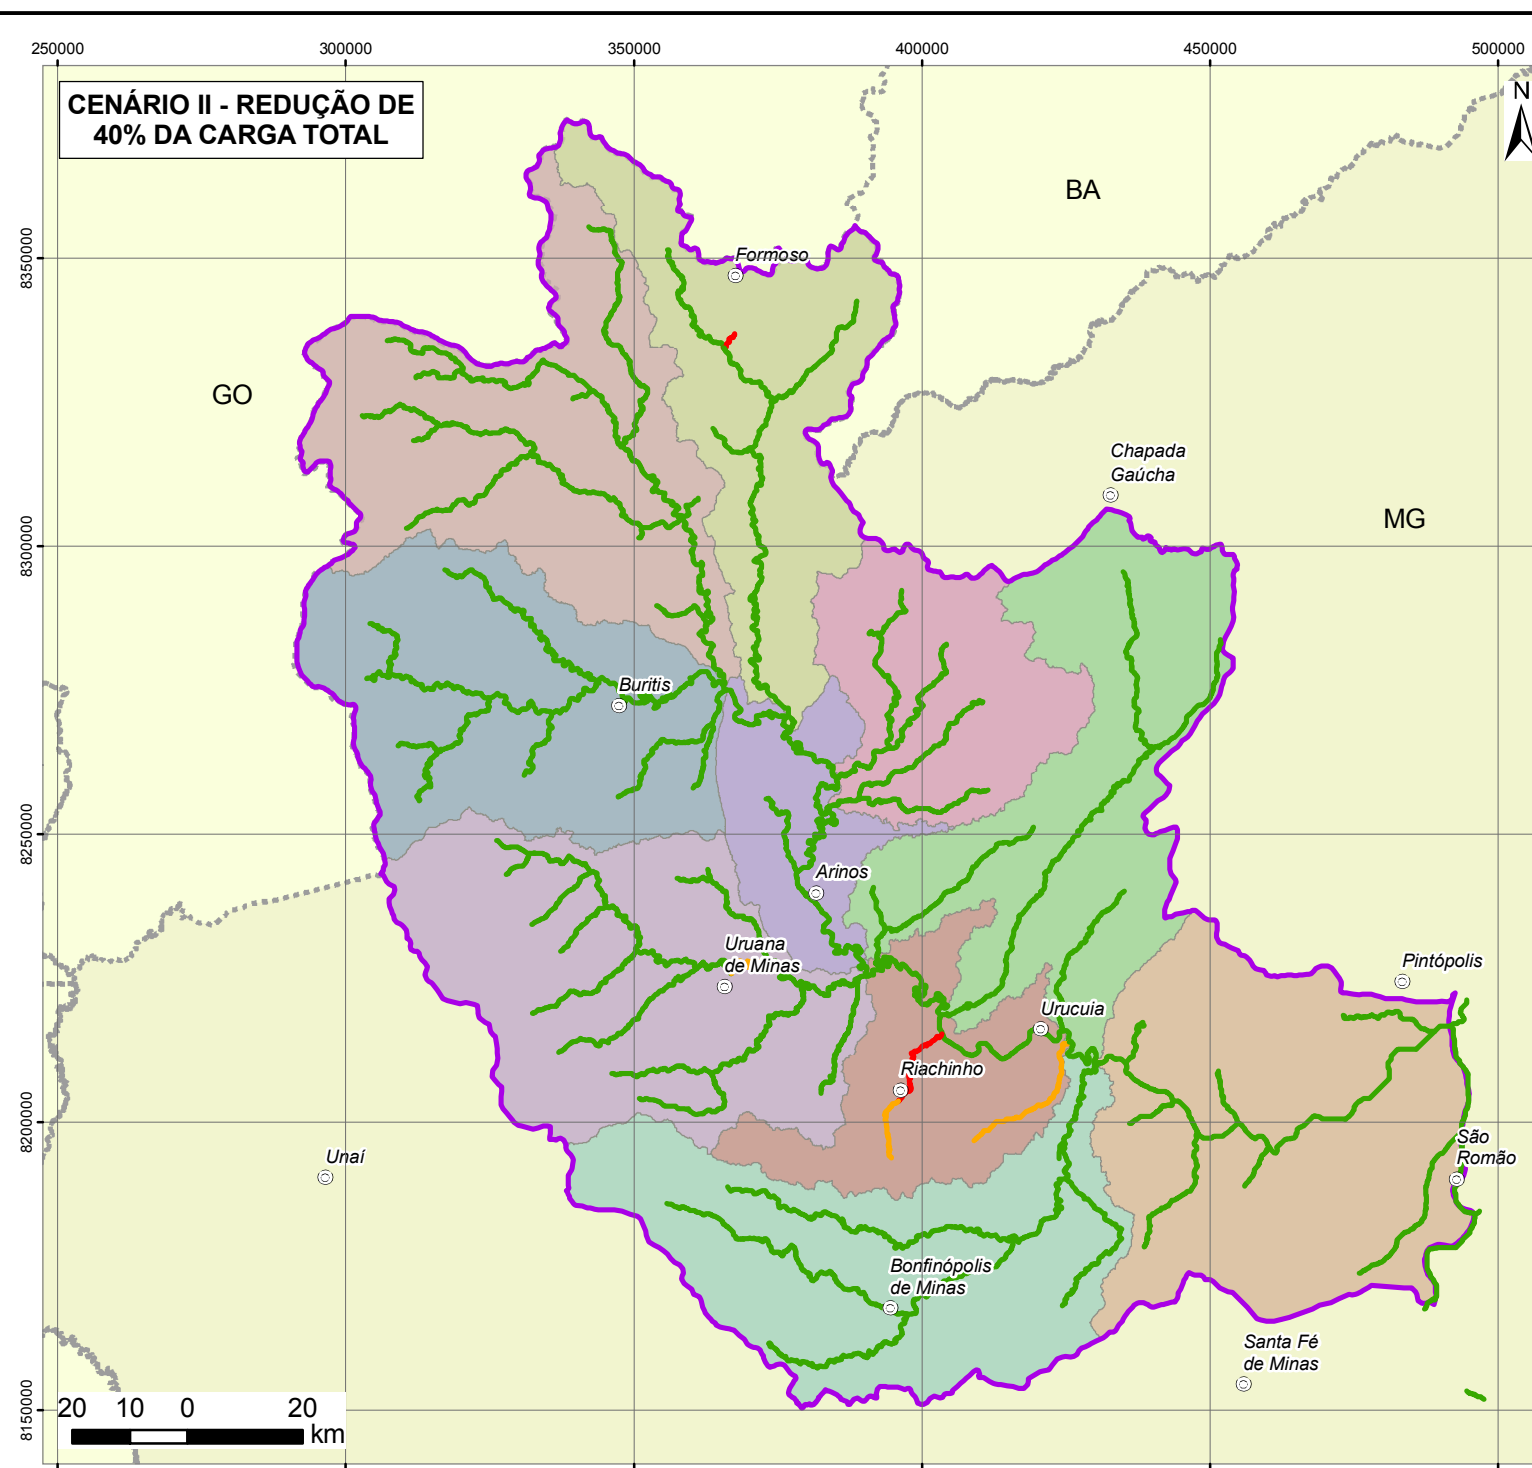 250000
300000
350000
400000
450000
500000
CENÁRIO II - REDUÇÃO DE
40% DA CARGA TOTAL
N
BA
Formoso
8350000
GO
Chapada
Gaúcha
MG
8300000
Buritis
8250000
Arinos
Uruana
de Minas
Pintópolis
Urucuia
Riachinho
8200000
São
Romão
Unaí
Bonfinópolis
de Minas
Santa Fé
de Minas
8150000
20 10 0 20
km